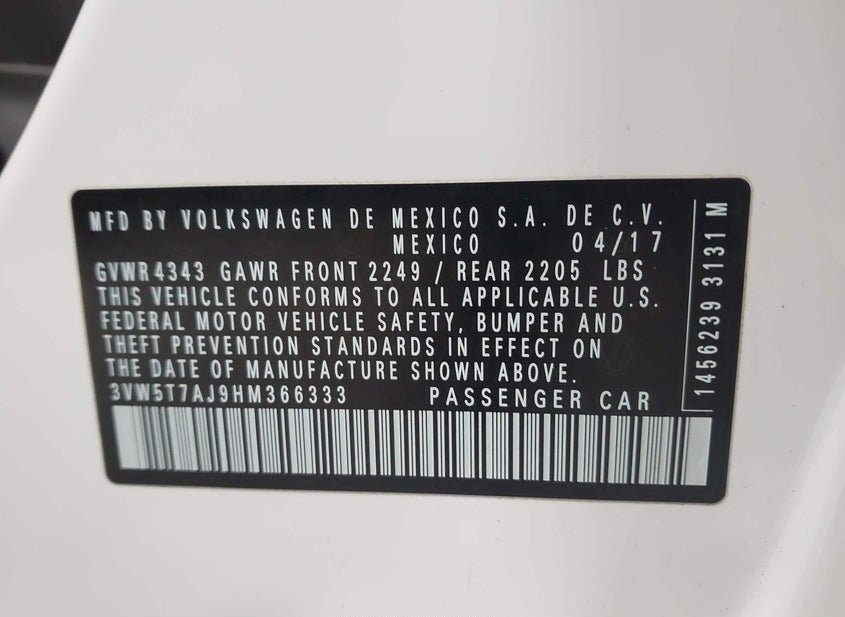 MFD BY VOLKSWAGEN DE MEXICO S.A. DE C.V.
MEXICO 04/17
GVWR 4343 GAWR FRONT 2249 / REAR 2205 LBS
THIS VEHICLE CONFORMS TO ALL APPLICABLE U.S.
FEDERAL MOTOR VEHICLE SAFETY, BUMPER AND
THEFT PREVENTION STANDARDS IN EFFECT ON
THE DATE OF MANUFACTURE SHOWN ABOVE.
3VW5T7AJ9HM366333 PASSENGER CAR
1456239 3131 M